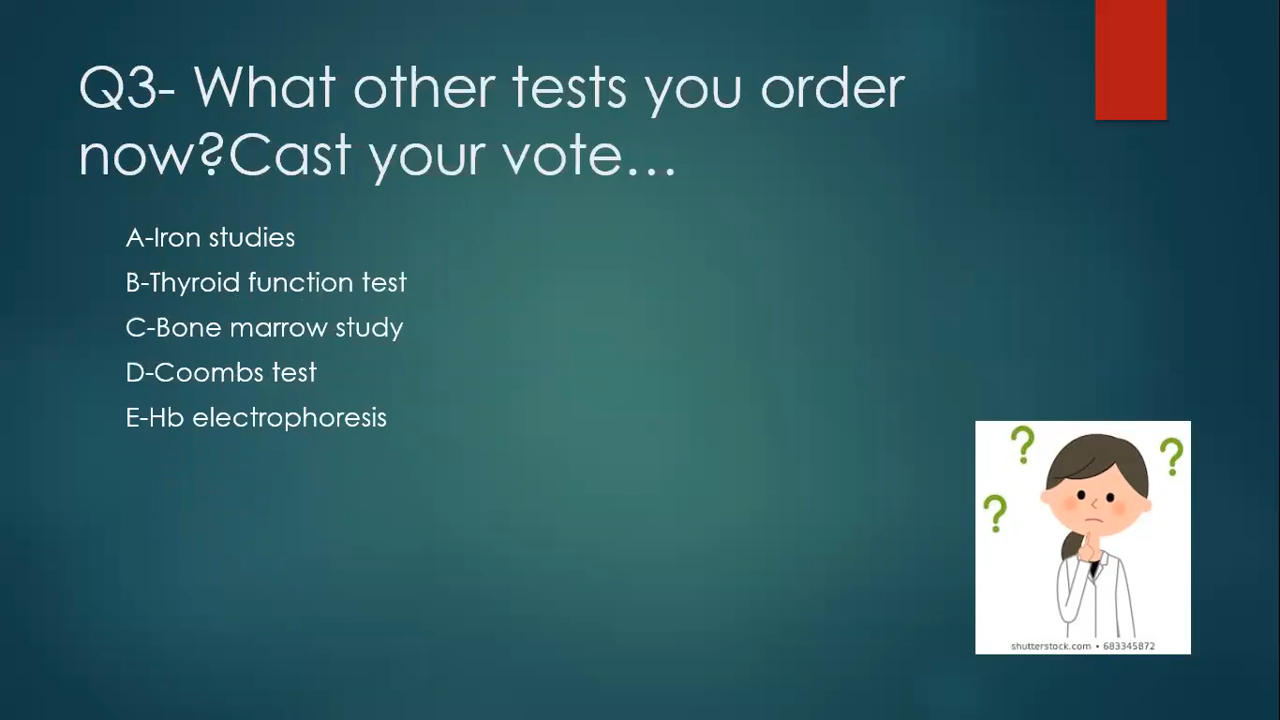 Q3- What other tests you order
now?Cast your vote…
A-Iron studies
B-Thyroid function test
C-Bone marrow study
D-Coombs test
E-Hb electrophoresis
? ?
?
shutterstock.com • 683345872